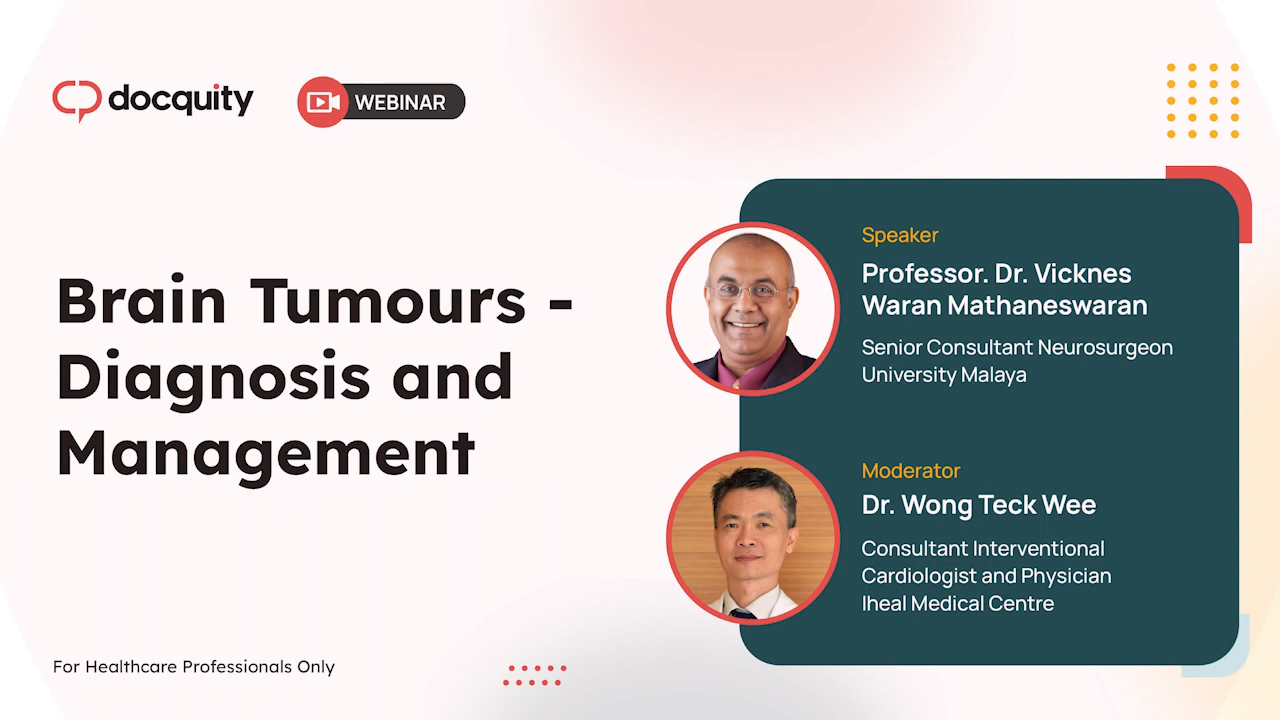 docquity
WEBINAR
Brain Tumours -
Diagnosis and
Management
For Healthcare Professionals Only
Speaker
Professor. Dr. Vicknes
Waran Mathaneswaran
Senior Consultant Neurosurgeon
University Malaya
Moderator
Dr. Wong Teck Wee
Consultant Interventional
Cardiologist and Physician
Iheal Medical Centre